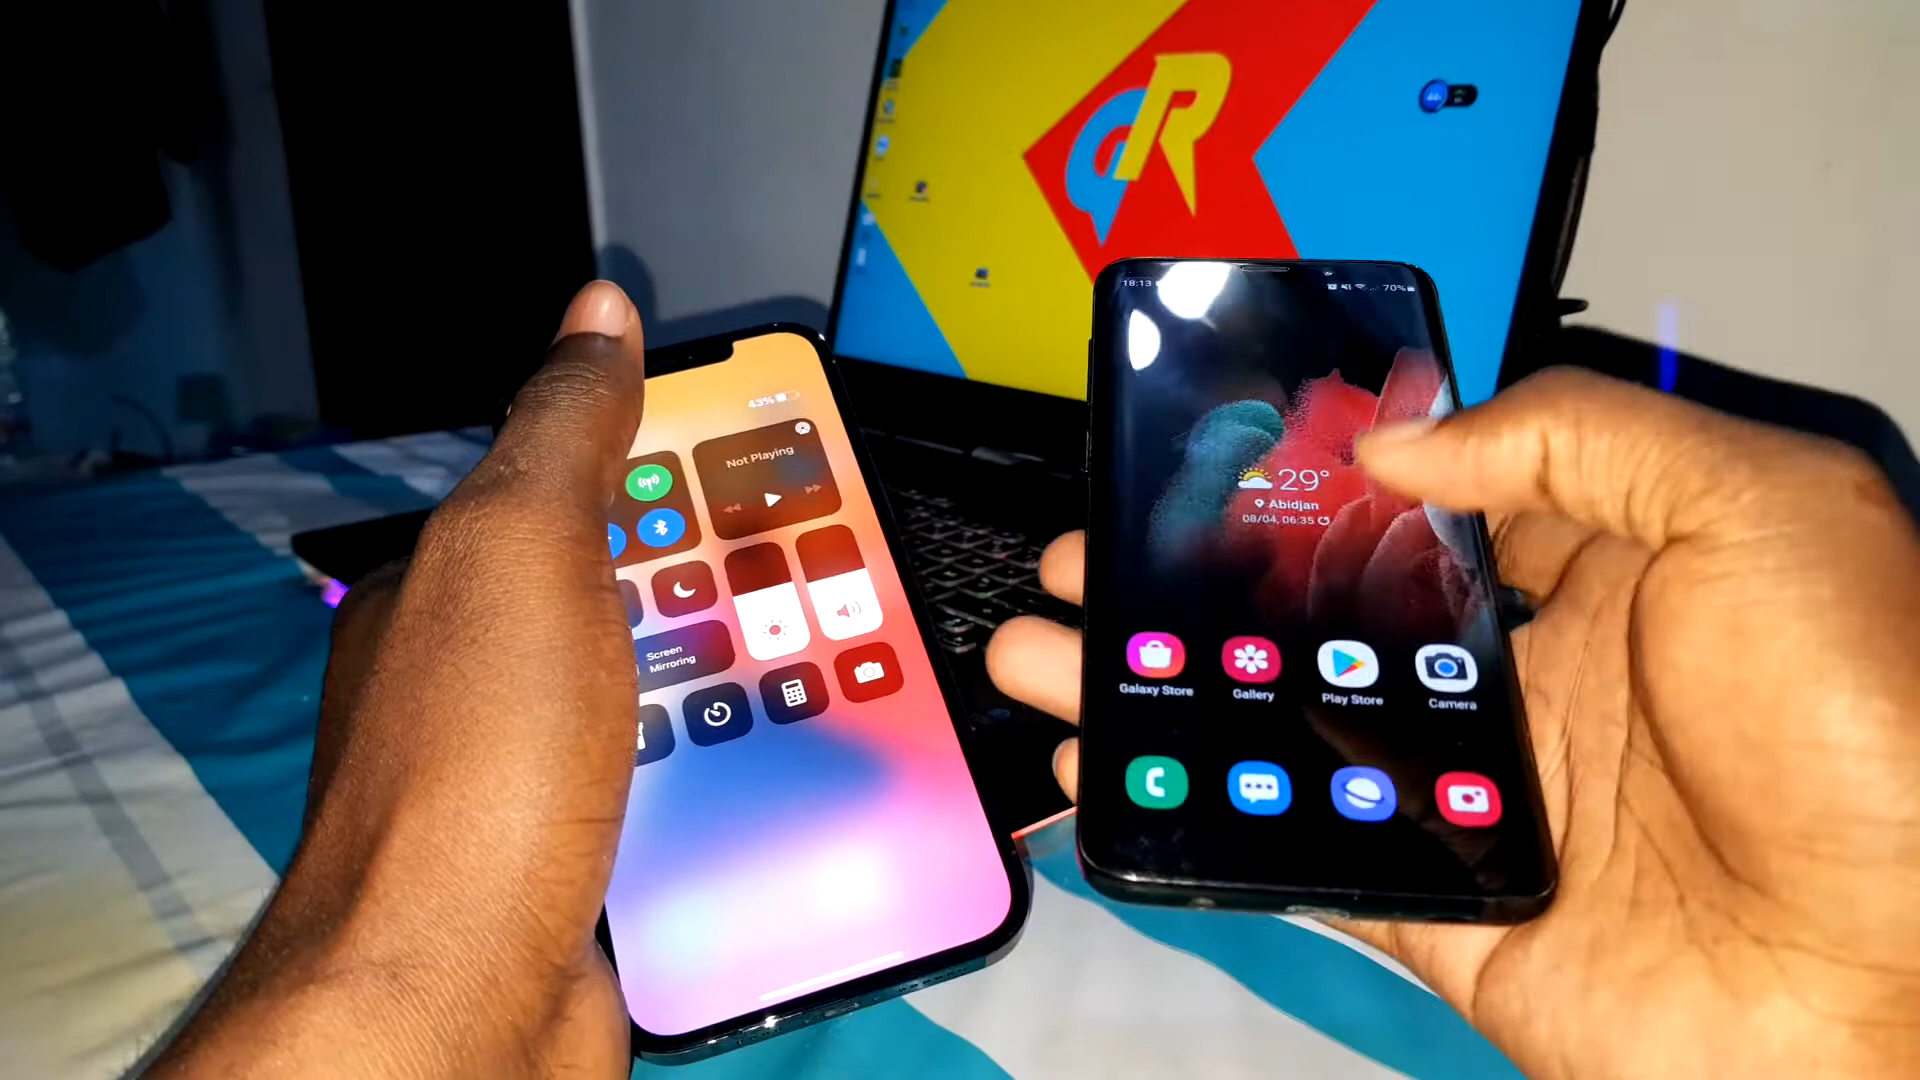 R
43%
Not Playing
Screen
Mirroring
18:13
70%
29°
Abidjan
08/04, 06:35
Galaxy Store
Gallery
Play Store
Camera